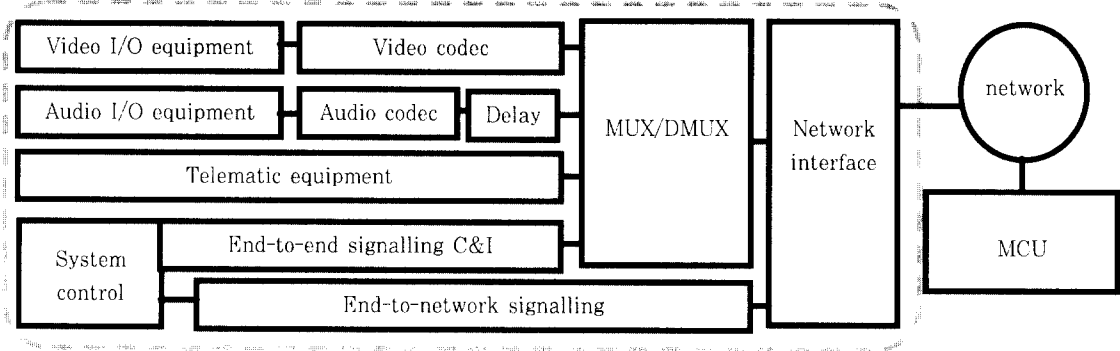 Video I/O equipment
Video codec
Audio I/O equipment
Audio codec
Delay
Telematic equipment
System
control
End-to-end signalling C&I
End-to-network signalling
MUX/DMUX
Network
interface
network
MCU